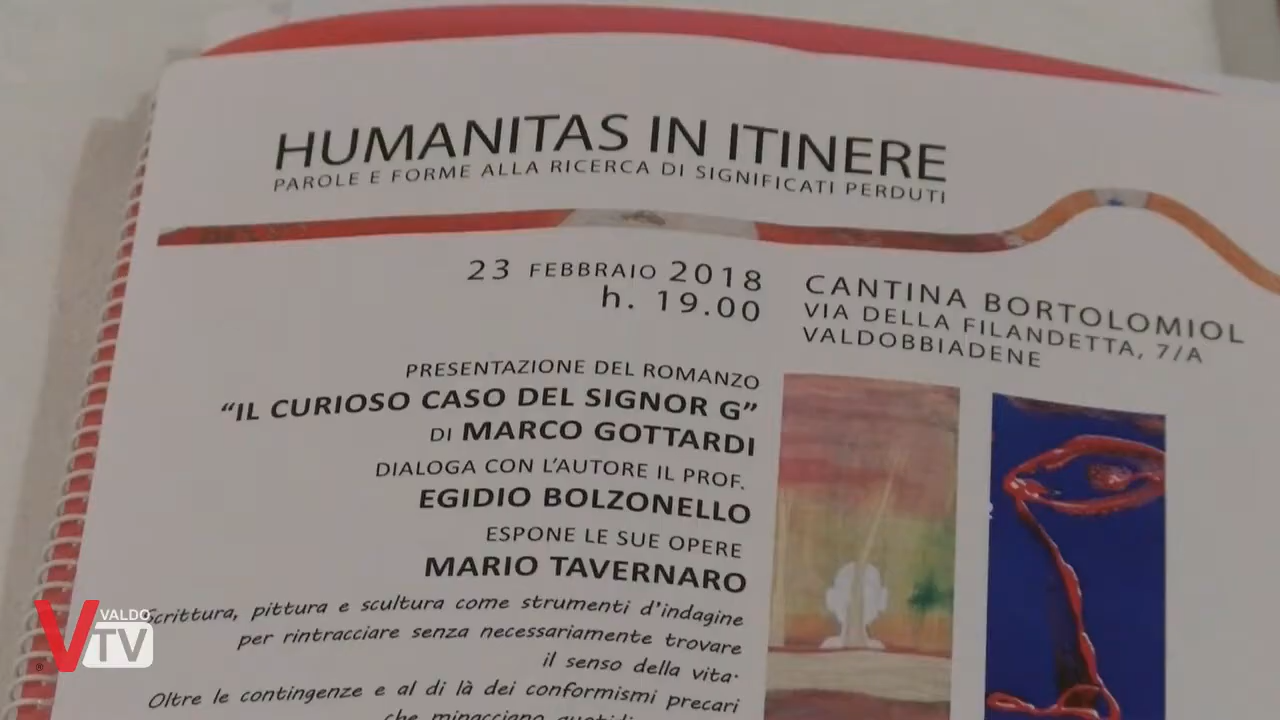 HUMANITAS IN ITINERE
PAROLE E FORME ALLA RICERCA DI SIGNIFICATI PERDUTI
23 FEBBRAIO 2018
h. 19.00
CANTINA BORTOLOMIOL
VIA DELLA FILANDETTA, 7/A
VALDOBBIADENE
PRESENTAZIONE DEL ROMANZO
“IL CURIOSO CASO DEL SIGNOR G”
DI MARCO GOTTARDI
DIALOGA CON L'AUTORE IL PROF.
EGIDIO BOLZONELLO
ESPONE LE SUE OPERE
MARIO TAVERNARO
Scrittura, pittura e scultura come strumenti d'indagine
per rintracciare senza necessariamente trovare
il senso della vita.
Oltre le contingenze e al di là dei conformismi precari
che minacciano
VALDO
V TV